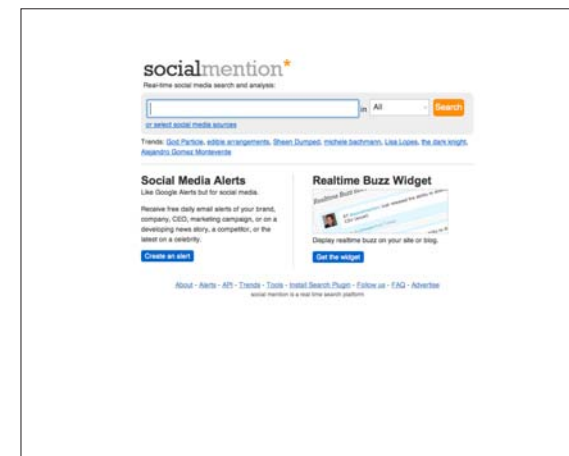 socialmention*
Real-time social media search and analysis:
in All Search
or select social media sources
Trends: God Particle, edible arrangements, Sheen Dumped, michele bachmann, Lisa Lopes, the dark knight,
Alejandro Gomez Monteverde
Social Media Alerts
Like Google Alerts but for social media.
Receive free daily email alerts of your brand,
company, CEO, marketing campaign, or on a
developing news story, a competitor, or the
latest on a celebrity.
Create an alert
Realtime Buzz Widget
Realtime Buzz
Display realtime buzz on your site or blog.
Get the widget
About - Alerts - API - Trends - Tools - Install Search Plugin - Follow us - FAQ - Advertise
social mention is a real time search platform